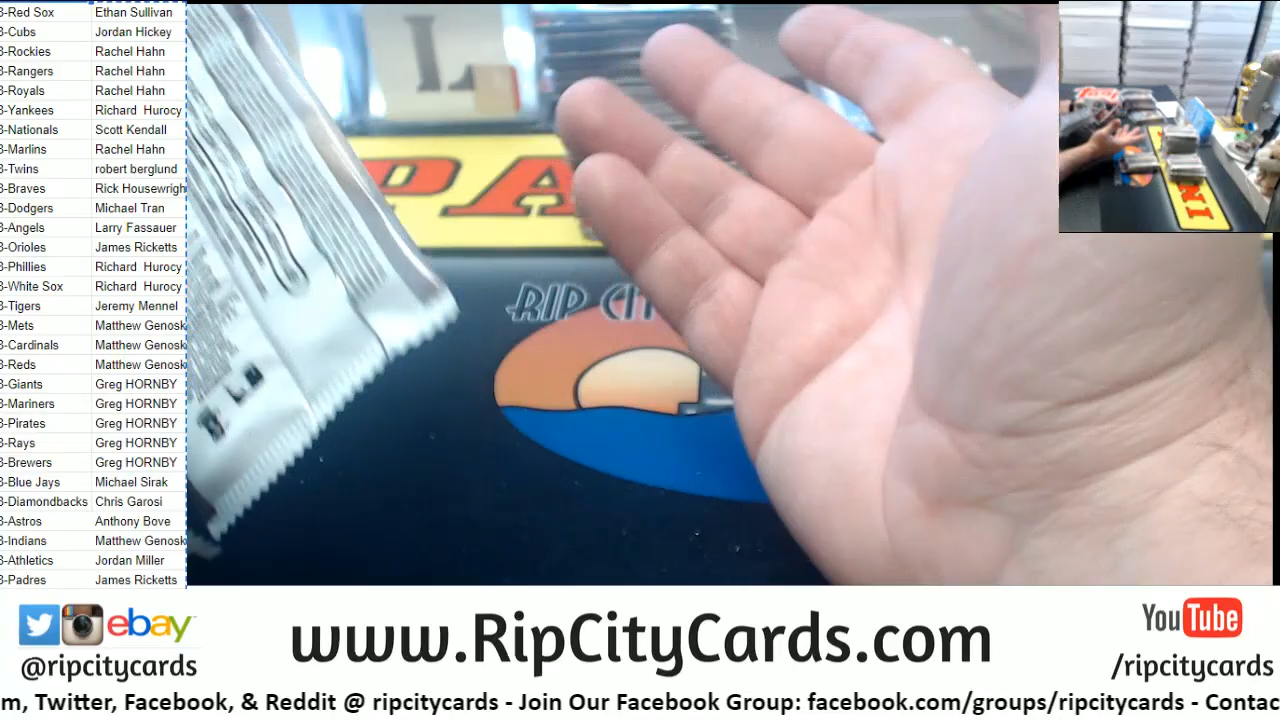 3-Red Sox Ethan Sullivan
3-Cubs Jordan Hickey
3-Rockies Rachel Hahn
3-Rangers Rachel Hahn
3-Royals Rachel Hahn
3-Yankees Richard Hurocy
3-Nationals Scott Kendall
3-Marlins Rachel Hahn
3-Twins robert berglund
3-Braves Rick Housewrigh
3-Dodgers Michael Tran
3-Angels Larry Fassauer
3-Orioles James Ricketts
3-Phillies Richard Hurocy
3-White Sox Richard Hurocy
3-Tigers Jeremy Mennel
3-Mets Matthew Genosk
3-Cardinals Matthew Genosk
3-Reds Matthew Genosk
3-Giants Greg HORNBY
3-Mariners Greg HORNBY
3-Pirates Greg HORNBY
3-Rays Greg HORNBY
3-Brewers Greg HORNBY
3-Blue Jays Michael Sirak
3-Diamondbacks Chris Garosi
3-Astros Anthony Bove
3-Indians Matthew Genosk
3-Athletics Jordan Miller
3-Padres James Ricketts
PA
RIP CIT
NI
ebay
@ripcitycards
www.RipCityCards.com
YouTube
/ripcitycards
m, Twitter, Facebook, & Reddit @ ripcitycards - Join Our Facebook Group: facebook.com/groups/ripcitycards - Contac